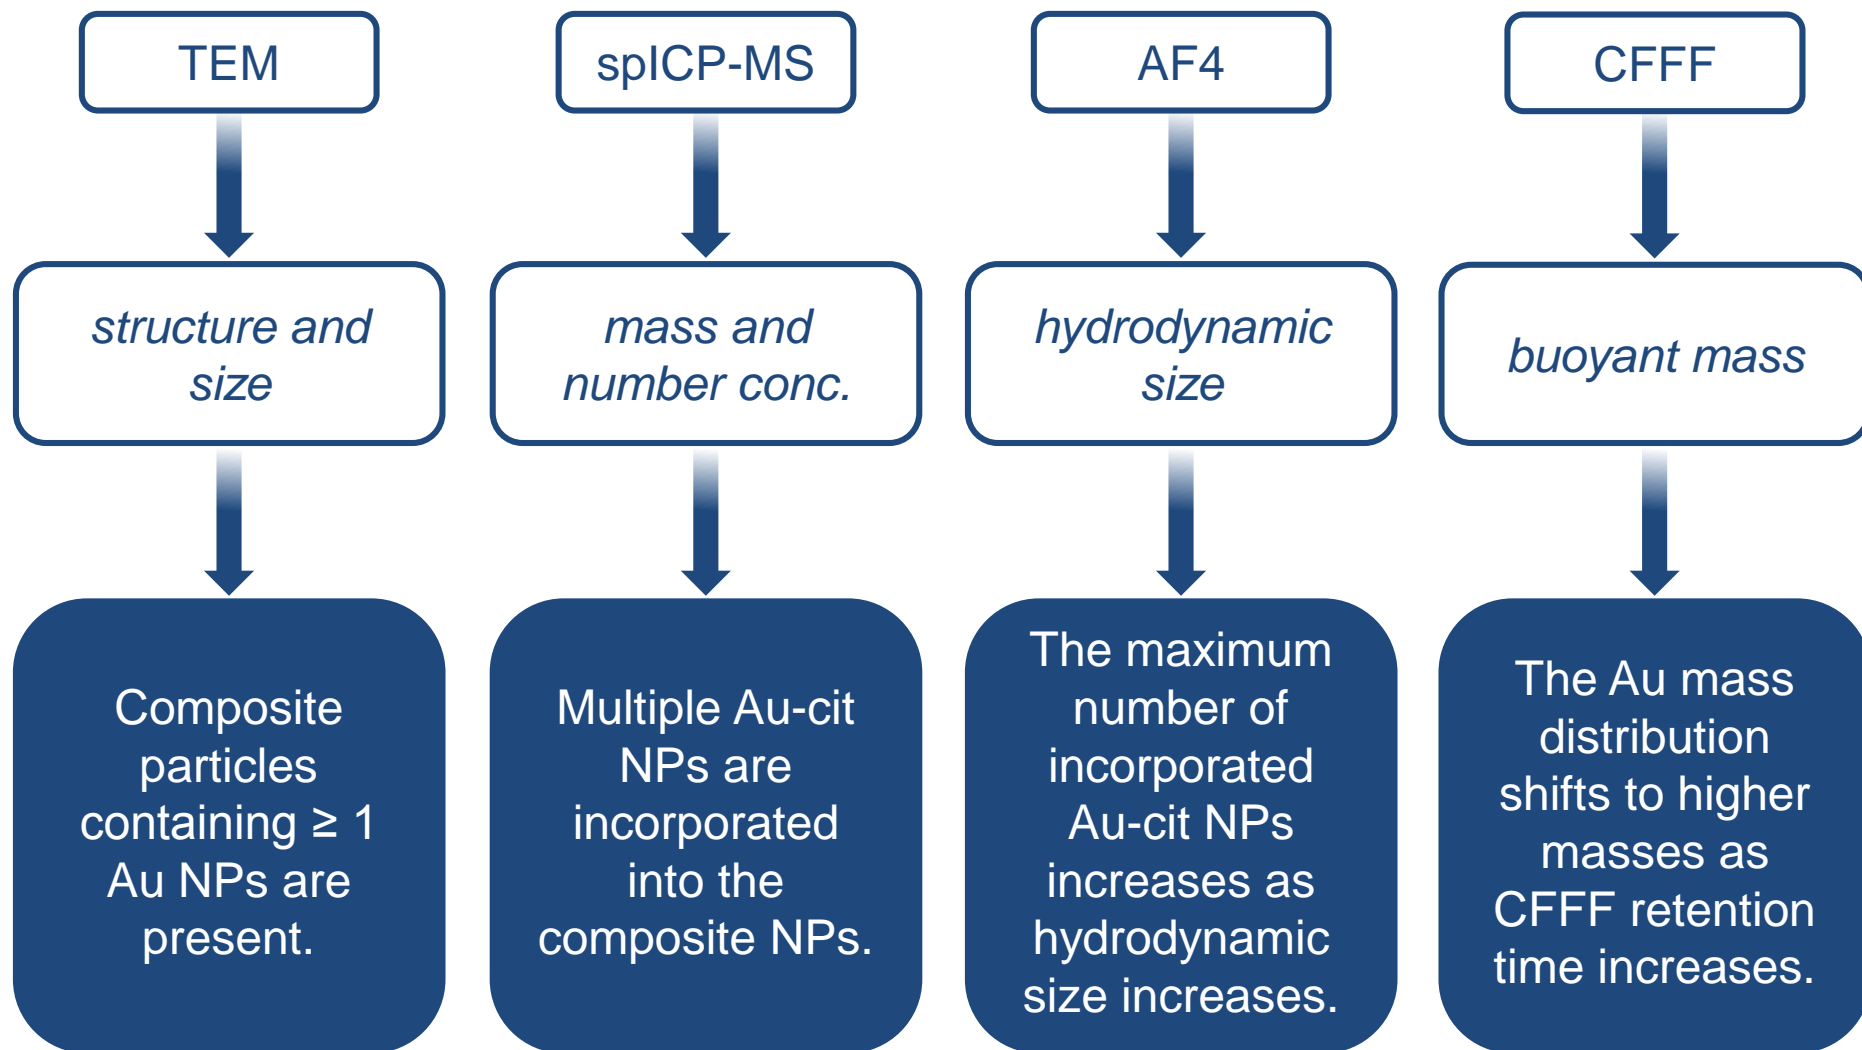 TEM
structure and
size
Composite
particles
containing ≥ 1
Au NPs are
present.
spICP-MS
mass and
number conc.
Multiple Au-cit
NPs are
incorporated
into the
composite NPs.
AF4
hydrodynamic
size
The maximum
number of
incorporated
Au-cit NPs
increases as
hydrodynamic
size increases.
CFFF
buoyant mass
The Au mass
distribution
shifts to higher
masses as
CFFF retention
time increases.